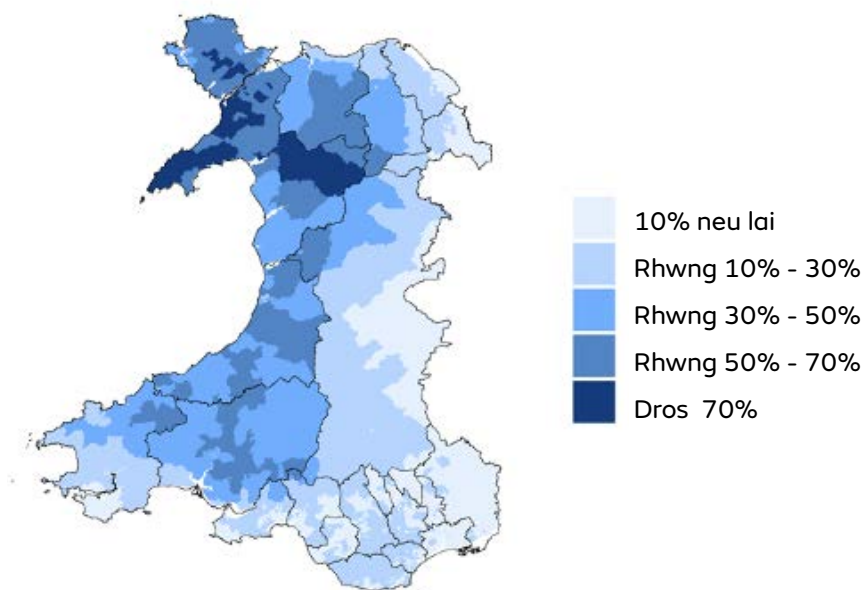 10% neu lai
Rhwng 10% - 30%
Rhwng 30% - 50%
Rhwng 50% - 70%
Dros 70%